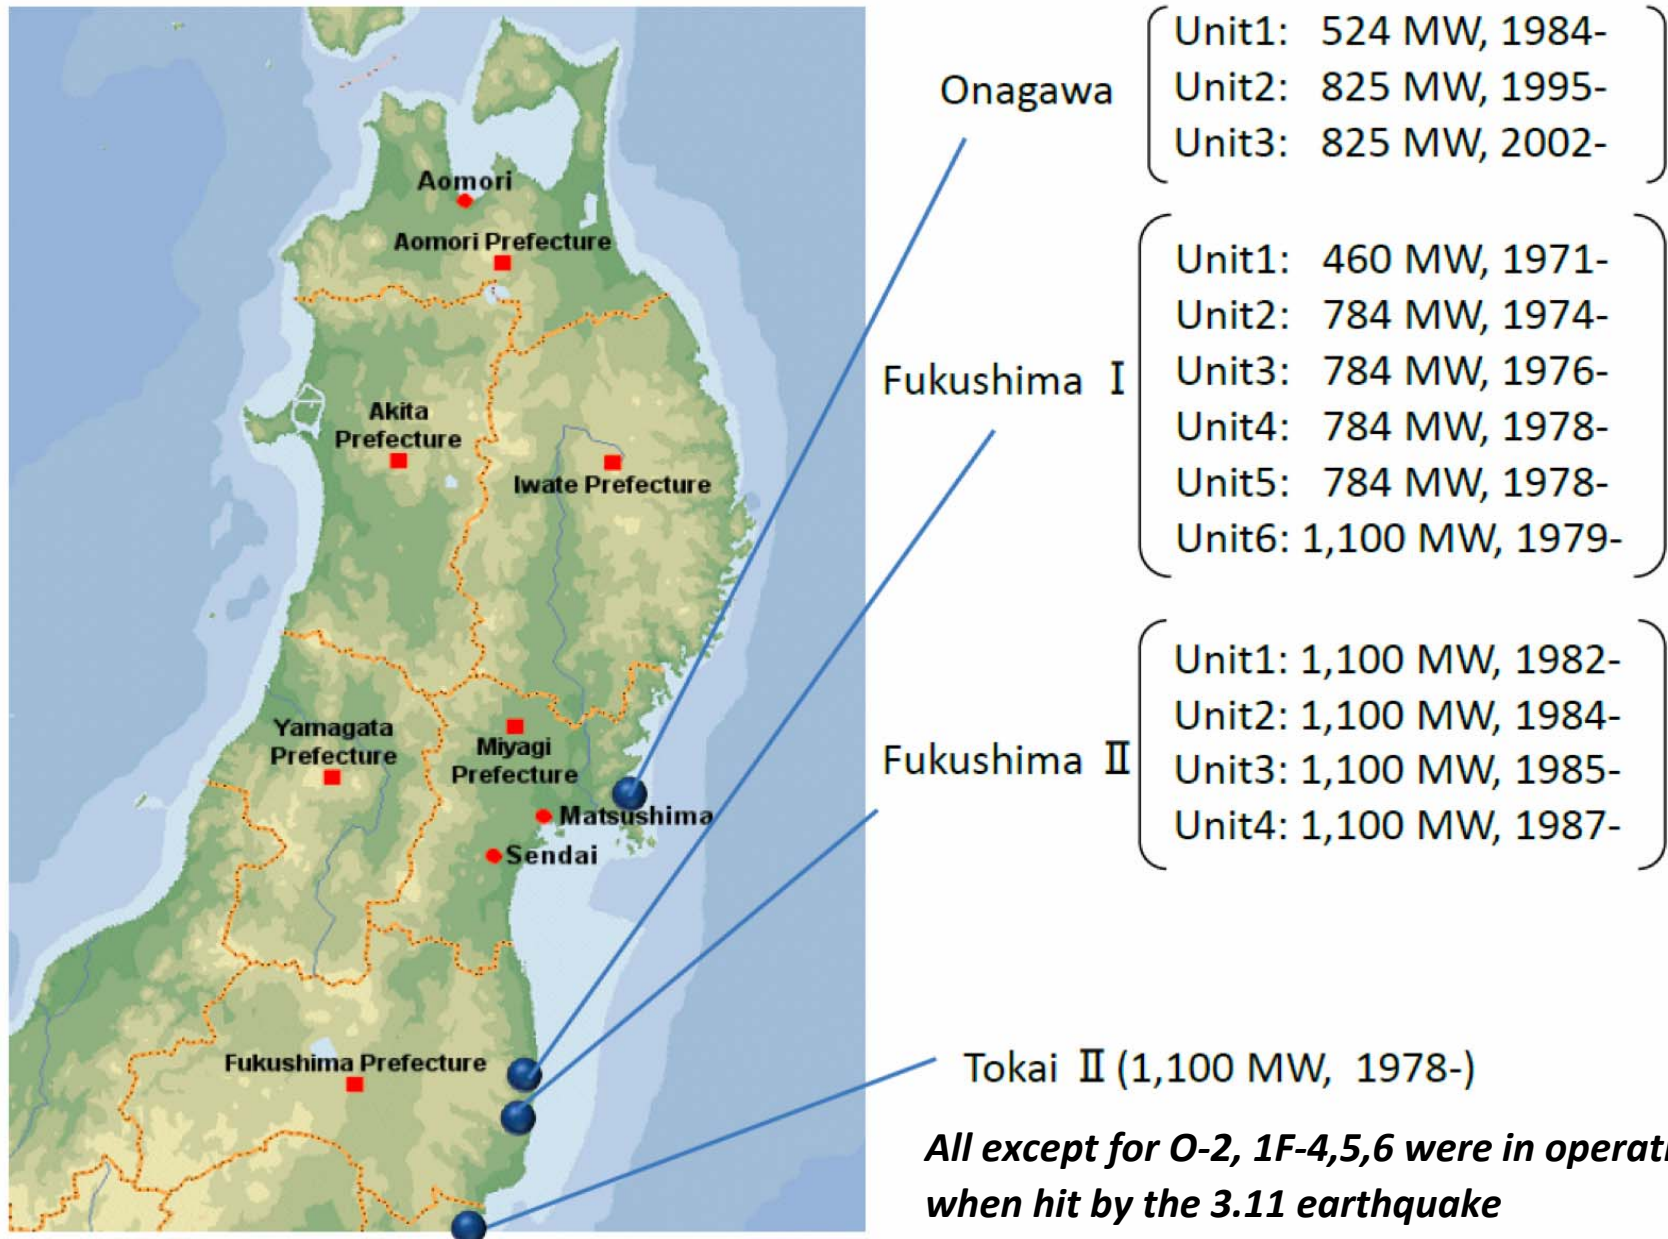 Aomori
Aomori Prefecture
Akita
Prefecture
Iwate Prefecture
Yamagata
Prefecture
Miyagi
Prefecture
Matsushima
Sendai
Fukushima Prefecture
Onagawa
Unit1: 524 MW, 1984-
Unit2: 825 MW, 1995-
Unit3: 825 MW, 2002-
Fukushima Ⅰ
Unit1: 460 MW, 1971-
Unit2: 784 MW, 1974-
Unit3: 784 MW, 1976-
Unit4: 784 MW, 1978-
Unit5: 784 MW, 1978-
Unit6: 1,100 MW, 1979-
Fukushima Ⅱ
Unit1: 1,100 MW, 1982-
Unit2: 1,100 MW, 1984-
Unit3: 1,100 MW, 1985-
Unit4: 1,100 MW, 1987-
Tokai Ⅱ (1,100 MW, 1978-)
All except for O-2, 1F-4,5,6 were in
when hit by the 3.11 earthquake